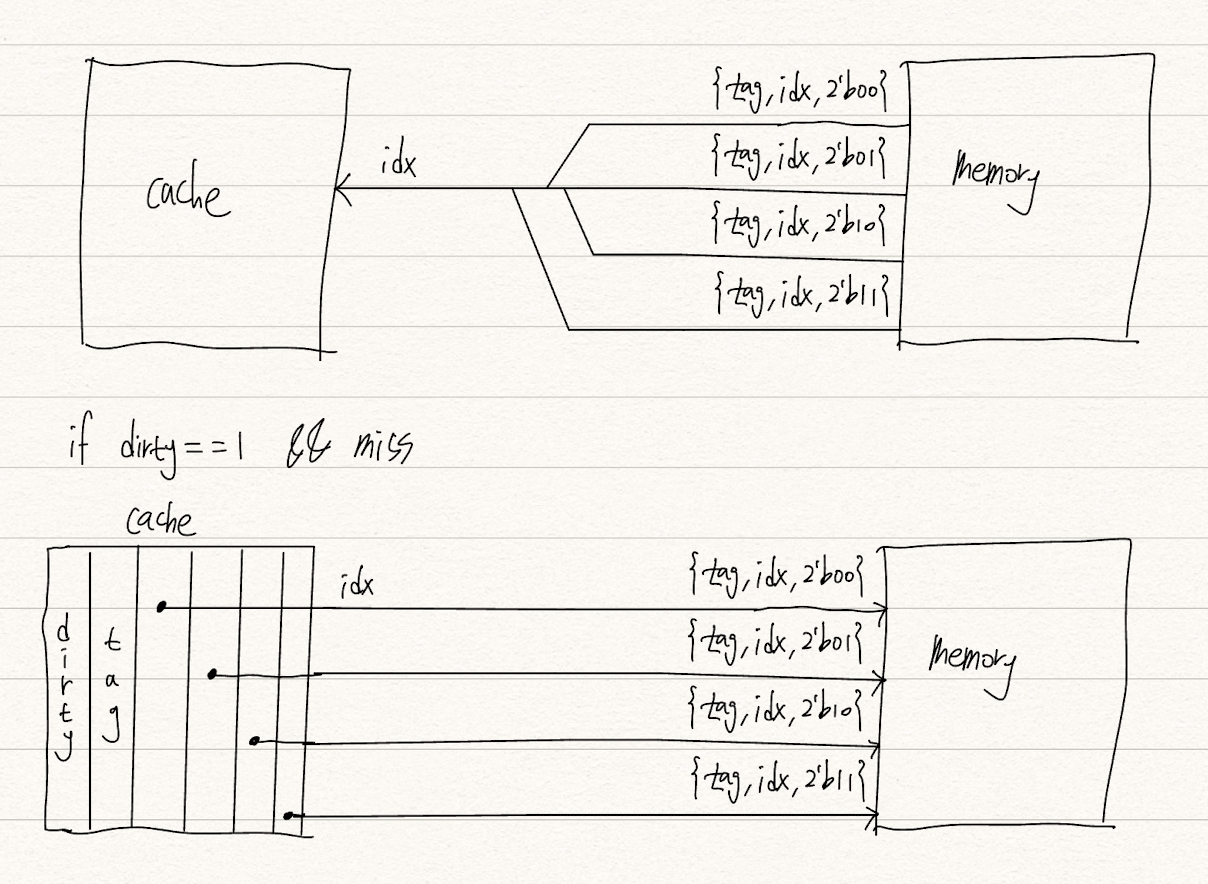 {tag, idx, 2'b00}
idx
{tag, idx, 2'b01}
cache
memory
{tag, idx, 2'b10}
{tag, idx, 2'b11}
if dirty==1 && miss
cache
idx
{tag, idx, 2'b00}
dirty
tag
{tag, idx, 2'b01}
memory
{tag, idx, 2'b10}
{tag, idx, 2'b11}